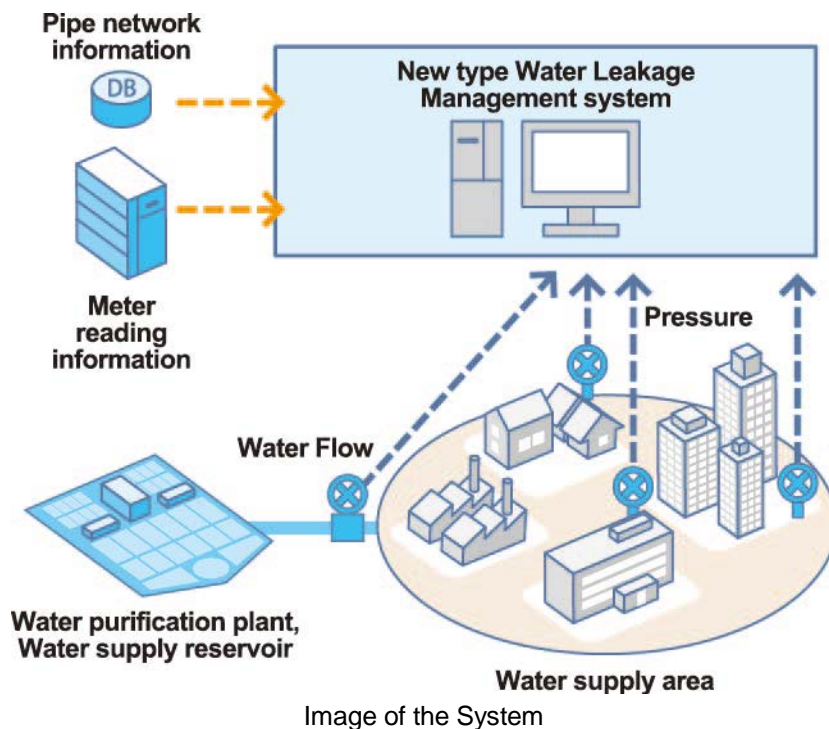 Pipe network
information
DB
New type Water Leakage
Management system
Meter
reading
information
Pressure
Water Flow
Water purification plant,
Water supply reservoir
Water supply area
Image of the System